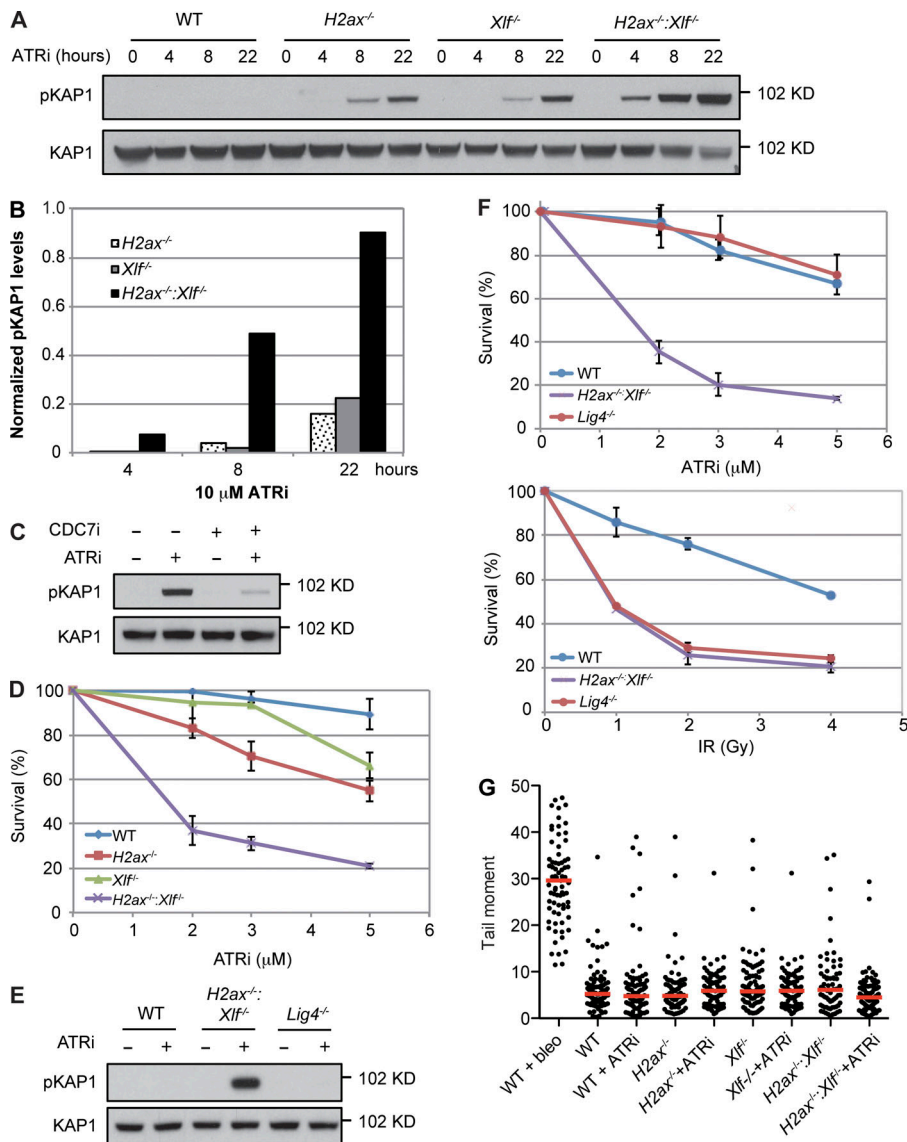 A
WT H2ax-/- Xlf-/- H2ax-/-:Xlf-/-
ATRi (hours) 0 4 8 22 0 4 8 22 0 4 8 22 0 4 8 22
pKAP1 102 KD
KAP1 102 KD
B
Normalized pKAP1 levels
1.0
0.8
0.6
0.4
0.2
0
H2ax-/-
Xlf-/-
H2ax-/-:Xlf-/-
4 8 22 hours
10 μM ATRi
C
CDC7i – – + +
ATRi – + – +
pKAP1 102 KD
KAP1 102 KD
D
Survival (%)
100
80
60
40
20
0
WT
H2ax-/-
Xlf-/-
H2ax-/-:Xlf-/-
0 1 2 3 4 5 6
ATRi (μM)
E
WT H2ax-/-: Lig4-/-
Xlf-/-
ATRi – + – + – +
pKAP1 102 KD
KAP1 102 KD
F
Survival (%)
100
80
60
40
20
0
WT
H2ax-/-:Xlf-/-
Lig4-/-
0 1 2 3 4 5 6
ATRi (μM)
Survival (%)
100
80
60
40
20
0
WT
H2ax-/-:Xlf-/-
Lig4-/-
0 1 2 3 4 5
IR (Gy)
G
Tail moment
50
40
30
20
10
0
WT + bleo
WT
WT + ATRi
H2ax-/-
H2ax-/-+ATRi
Xlf-/-
Xlf-/-+ATRi
H2ax-/-:Xlf-/-
H2ax-/-:Xlf-/-+ATRi